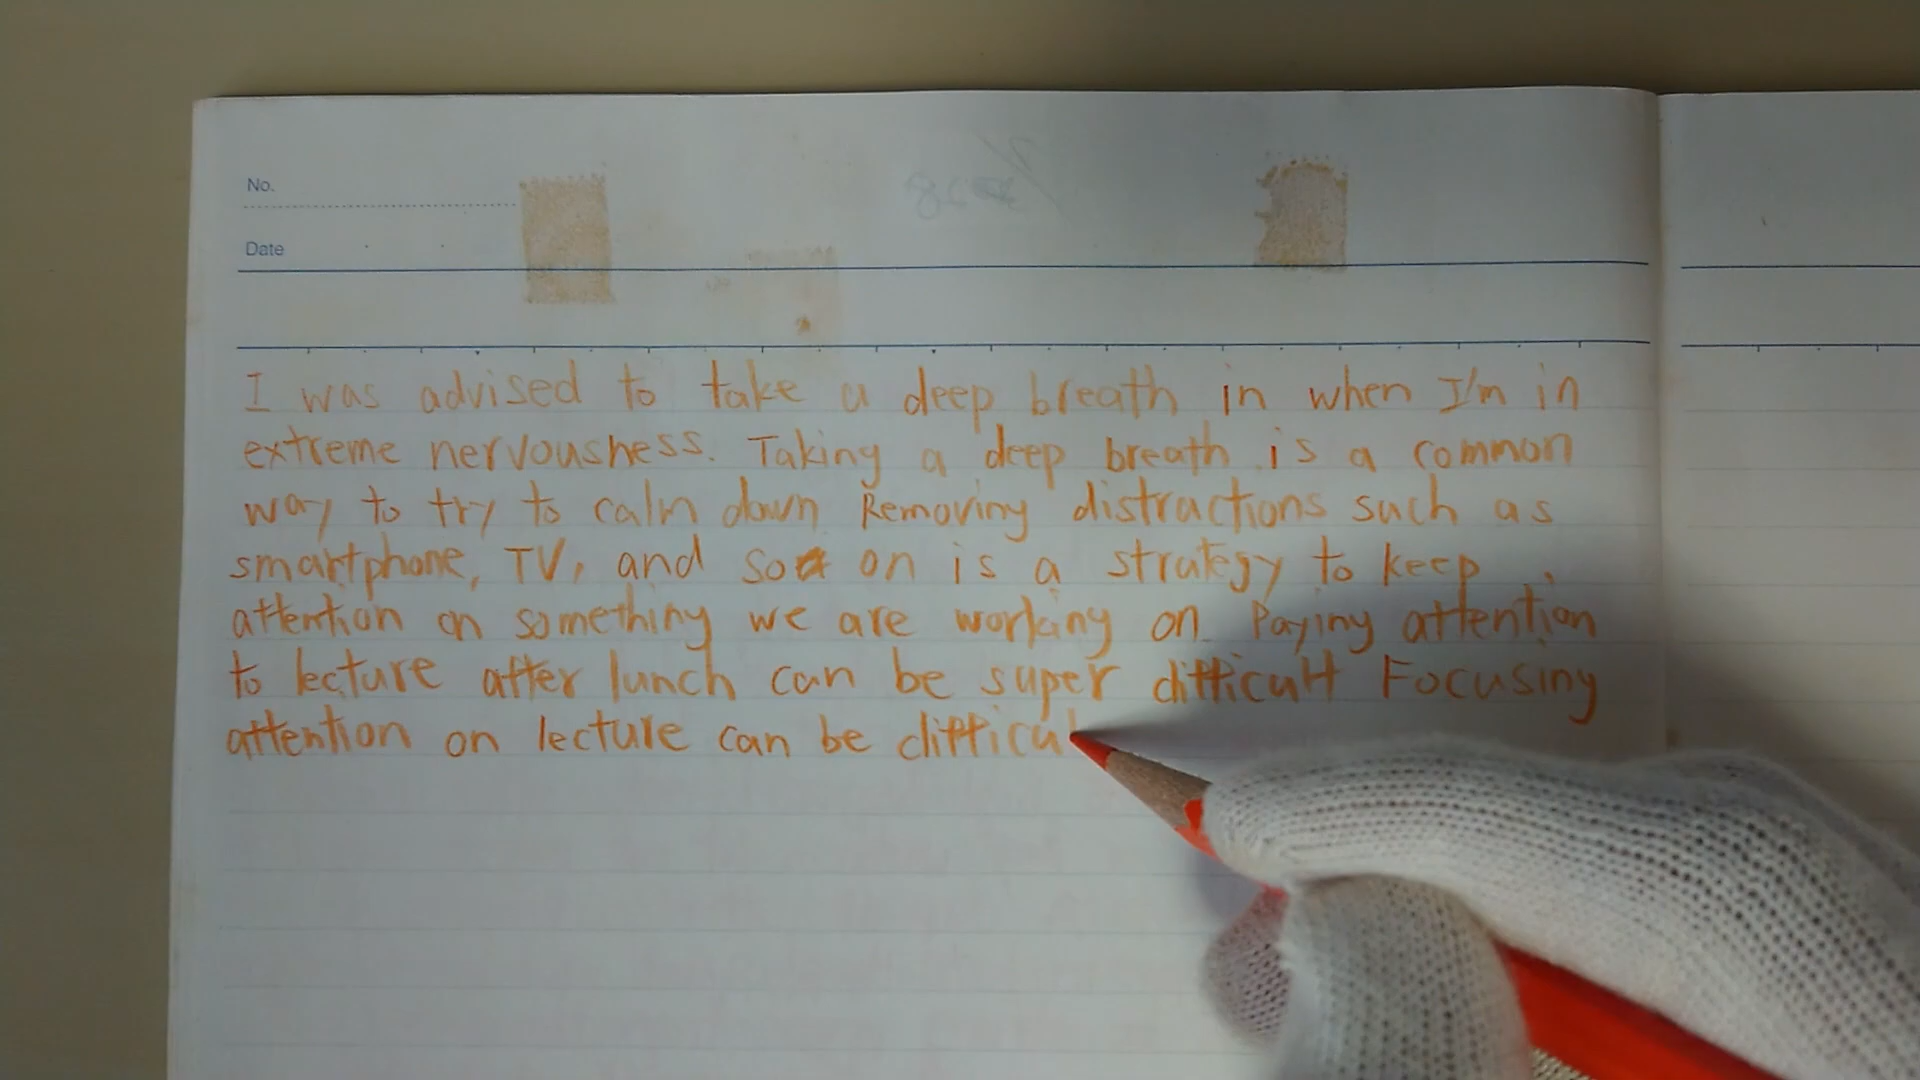 No.
Date
I was advised to take a deep breath in when I'm in
extreme nervousness. Taking a deep breath is a common
way to try to calm down Removing distractions such as
smartphone, TV, and so on is a strategy to keep
attention on something we are working on. Paying attention
to lecture after lunch can be super difficult Focusing
attention on lecture can be difficul